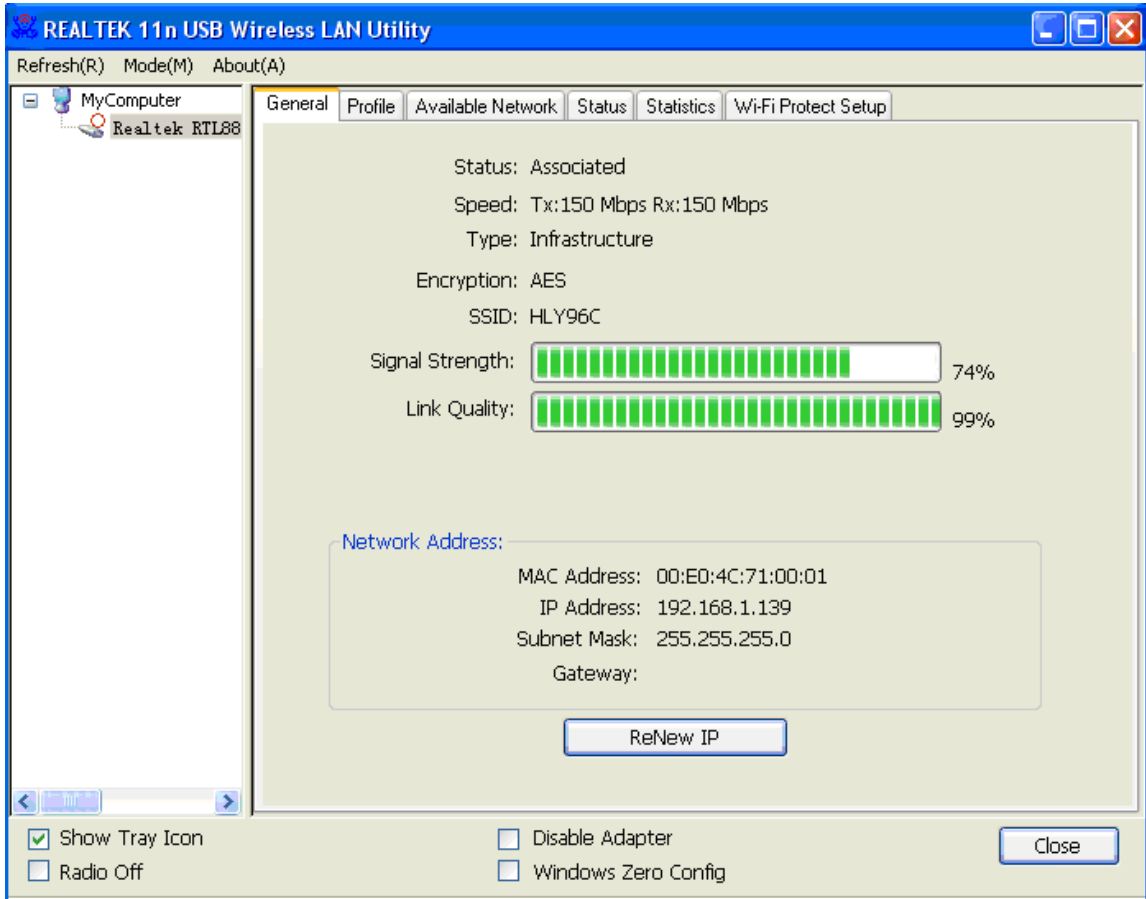 REALTEK 11n USB Wireless LAN Utility
Refresh(R) Mode(M) About(A)
MyComputer
Realtek RTL88
General Profile Available Network Status Statistics Wi-Fi Protect Setup
Status: Associated
Speed: Tx:150 Mbps Rx:150 Mbps
Type: Infrastructure
Encryption: AES
SSID: HLY96C
Signal Strength: 74%
Link Quality: 99%
Network Address:
MAC Address: 00:E0:4C:71:00:01
IP Address: 192.168.1.139
Subnet Mask: 255.255.255.0
Gateway:
ReNew IP
Show Tray Icon
Radio Off
Disable Adapter
Windows Zero Config
Close